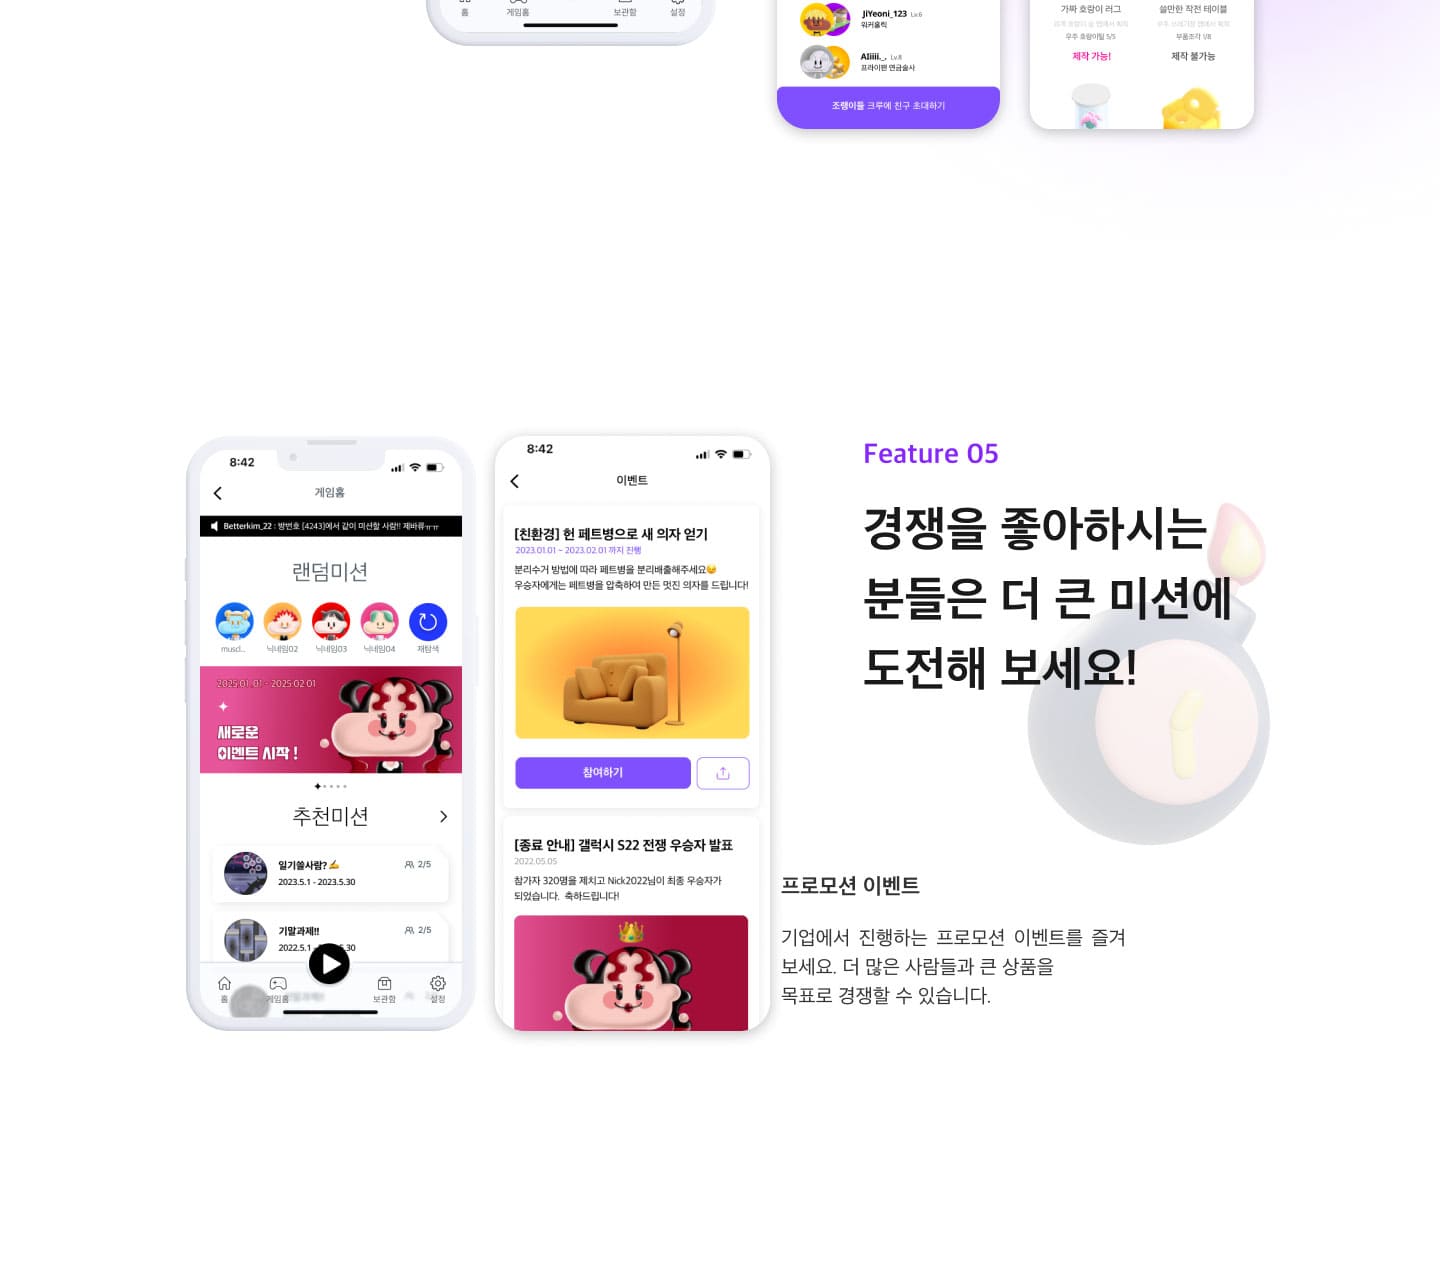 홈
게임홈
보관함
설정
JiYeoni_123 Lv.6
워커홀릭
AIiiii._. Lv.8
프라이팬 연금술사
조랭이들 크루에 친구 초대하기
가짜 호랑이 러그
우주 호랑이털 5/5
제작 가능!
쓸만한 작전 테이블
부품조각 1/8
제작 불가능
8:42
게임홈
Betterkim_22 : 방번호 [4243]에서 같이 미션할 사람!! 제바류ㅠㅠ
랜덤미션
muscl...
닉네임02
닉네임03
닉네임04
재탐색
2025.01.01 - 2025.02.01
새로운
이벤트 시작 !
추천미션
일기쓸사람?✍️
2/5
2023.5.1 - 2023.5.30
기말과제!!
2/5
2022.5.1
홈
게임홈
보관함
설정
8:42
이벤트
[친환경] 헌 페트병으로 새 의자 얻기
2023.01.01 ~ 2023.02.01 까지 진행
분리수거 방법에 따라 페트병을 분리배출해주세요😉
우승자에게는 페트병을 압축하여 만든 멋진 의자를 드립니다!
참여하기
[종료 안내] 갤럭시 S22 전쟁 우승자 발표
2022.05.05
참가자 320명을 제치고 Nick2022님이 최종 우승자가
되었습니다. 축하드립니다!
Feature 05
경쟁을 좋아하시는
분들은 더 큰 미션에
도전해 보세요!
프로모션 이벤트
기업에서 진행하는 프로모션 이벤트를 즐겨
보세요. 더 많은 사람들과 큰 상품을
목표로 경쟁할 수 있습니다.